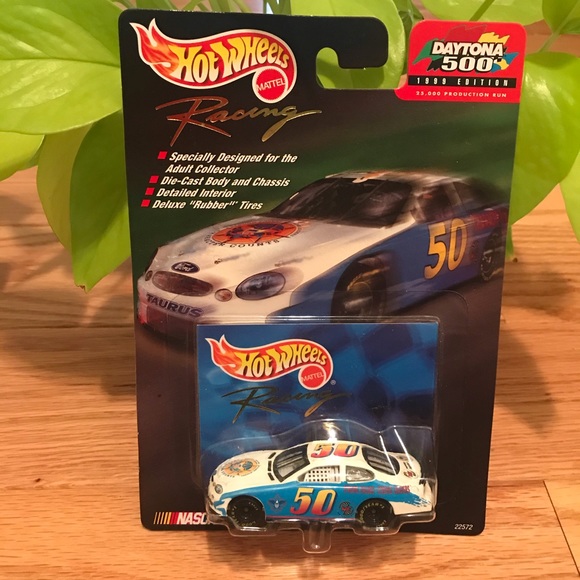 HOT WHEELS
MATTEL
Racing
DAYTONA
500
1999 EDITION
25,000 PRODUCTION RUN
Specially Designed for the
Adult Collector
Die-Cast Body and Chassis
Detailed Interior
Deluxe "Rubber" Tires
50
COUNTS
Ford
TAURUS
HOT WHEELS
MATTEL
Racing
50
50
NASC
22572